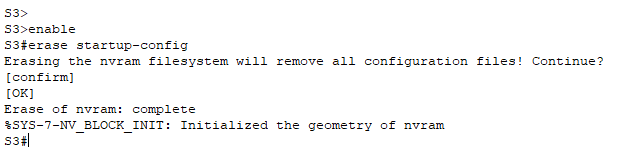 S3>
S3>enable
S3#erase startup-config
Erasing the nvram filesystem will remove all configuration files! Continue?
[confirm]
[OK]
Erase of nvram: complete
%SYS-7-NV_BLOCK_INIT: Initialized the geometry of nvram
S3#